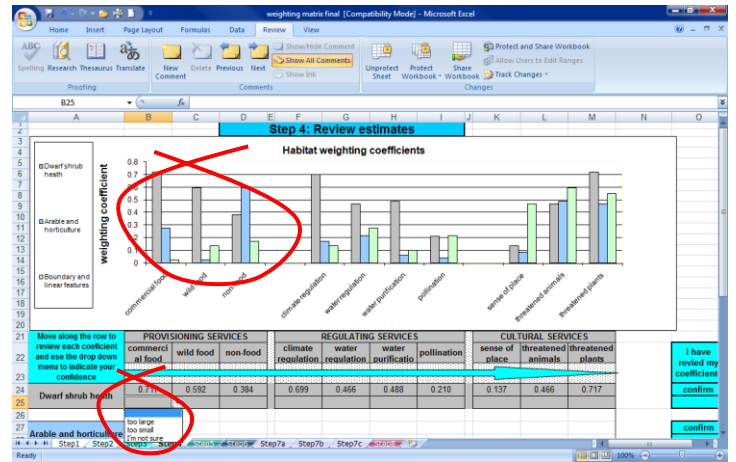 weighting matrix final [Compatibility Mode] - Microsoft Excel
Home Insert Page Layout Formulas Data Review View
ABC
Spelling Research Thesaurus Translate
Proofing
New Comment Delete Previous Next
Show/Hide Comment
Show All Comments
Show Ink
Comments
Unprotect Sheet Protect Workbook Share Workbook
Protect and Share Workbook
Allow Users to Edit Ranges
Track Changes
Changes
B25 fx
A B C D E F G H I J K L M N O
Step 4: Review estimates
Habitat weighting coefficients
Dwarf shrub heath
Arable and horticulture
Boundary and linear features
weighting coefficient
0.8
0.7
0.6
0.5
0.4
0.3
0.2
0.1
0
commercial food wild food non-food climate regulation water regulation water purification pollination sense of place threatened animals threatened plants
Move along the row to review each coefficient and use the drop down menu to indicate your confidence
PROVISIONING SERVICES REGULATING SERVICES CULTURAL SERVICES
commerci al food wild food non-food climate regulation water regulation water purificatio pollination sense of place threatened animals threatened plants
I have revied my coefficient
Dwarf shrub heath 0.592 0.384 0.699 0.466 0.488 0.210 0.137 0.466 0.717 confirm
too large
too small
I'm not sure
Arable and horticulture confirm
Step1 Step2 Step3 Step7a Step7b Step7c
Ready 100%